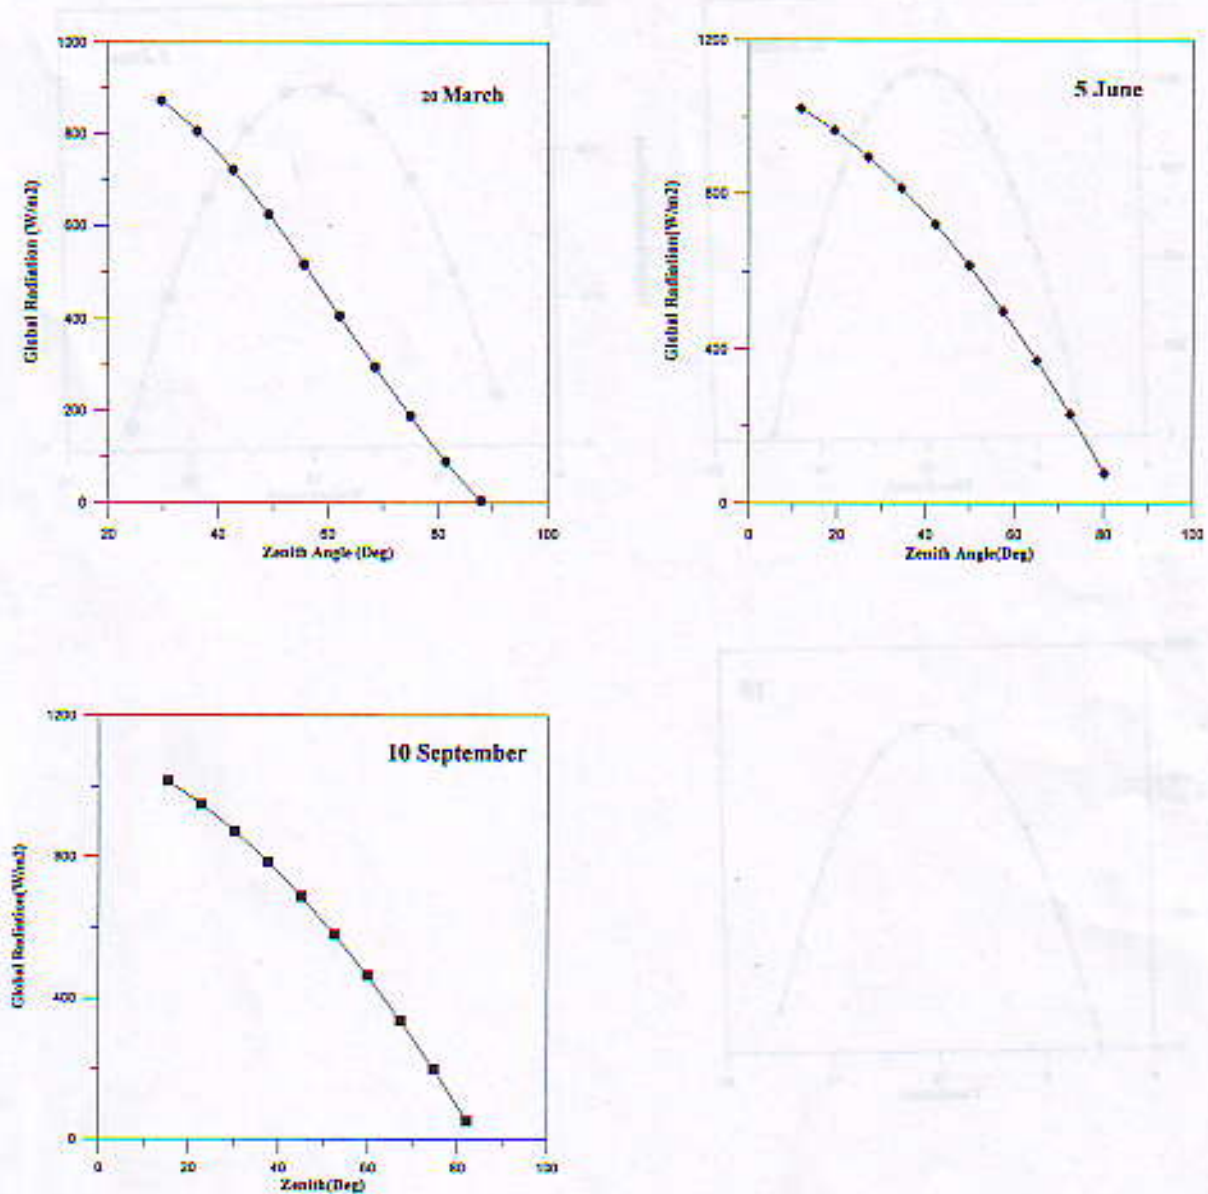 1200
800
600
400
200
0
20 40 60 80 100
Global Radiation (W/m2)
Zenith Angle (Deg)
20 March
1200
800
400
0
0 20 40 60 80 100
Global Radiation(W/m2)
Zenith Angle(Deg)
5 June
1200
800
400
0
0 20 40 60 80 100
Global Radiation(W/m2)
Zenith(Deg)
10 September